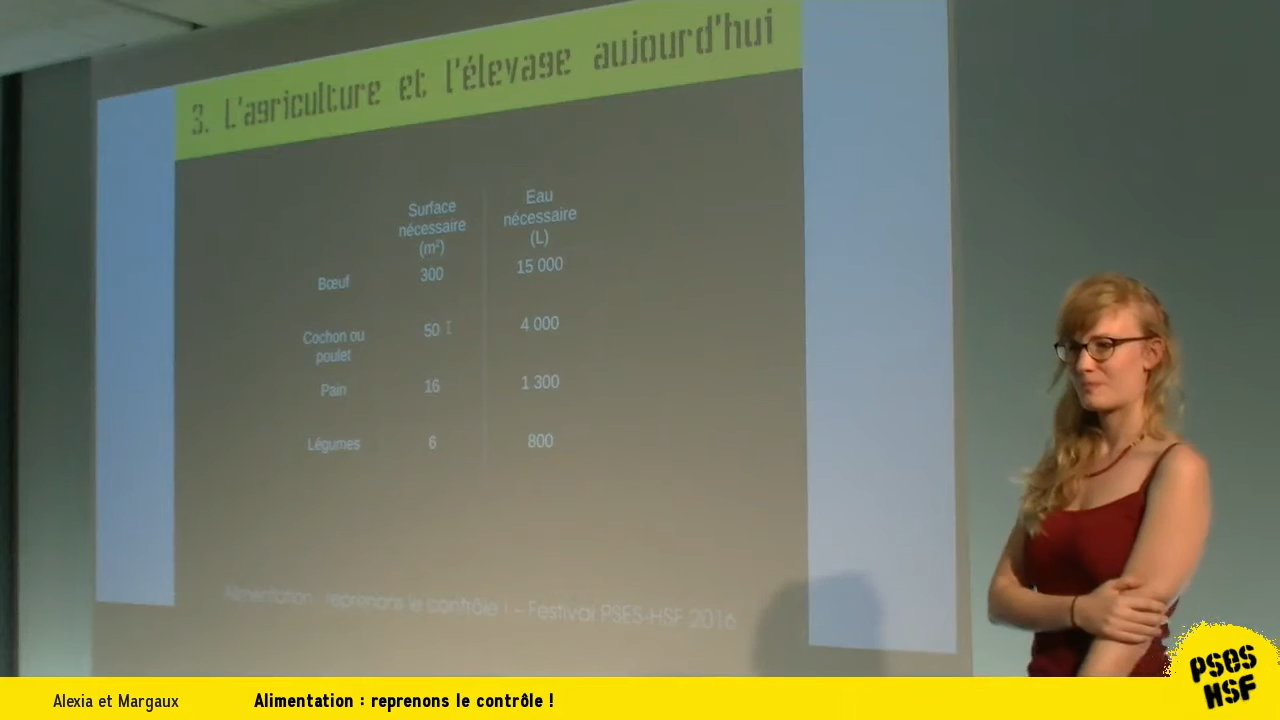 3. L'agriculture et l'élevage aujourd'hui
Surface
nécessaire
(m²)
Eau
nécessaire
(L)
Bœuf 300 15 000
Cochon ou
poulet
50 4 000
Pain 16 1 300
Légumes 6 800
Alimentation : reprenons le contrôle ! – Festival PSES-HSF 2016
Alexia et Margaux Alimentation : reprenons le contrôle !
PSES
HSF